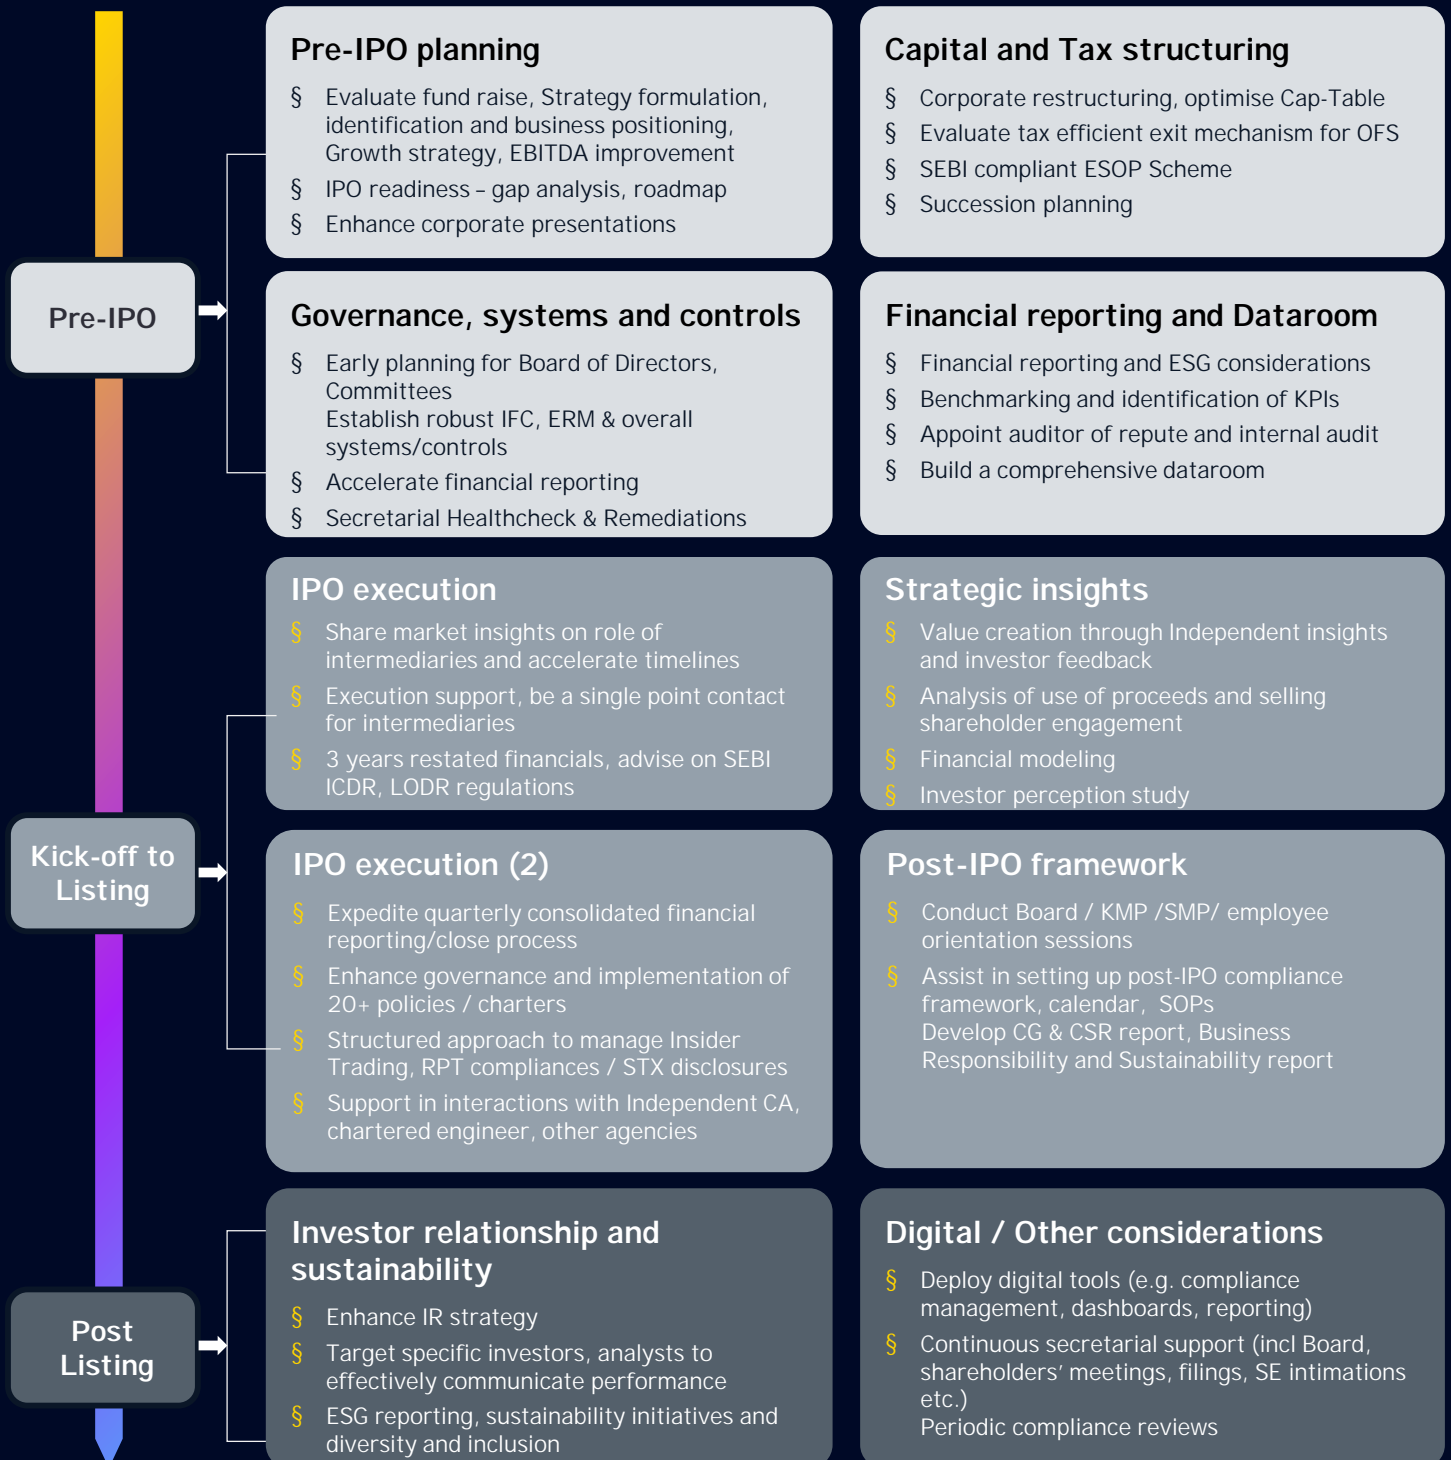 Pre-IPO
Pre-IPO planning
§ Evaluate fund raise, Strategy formulation,
identification and business positioning,
Growth strategy, EBITDA improvement
§ IPO readiness – gap analysis, roadmap
§ Enhance corporate presentations
Capital and Tax structuring
§ Corporate restructuring, optimise Cap-Table
§ Evaluate tax efficient exit mechanism for OFS
§ SEBI compliant ESOP Scheme
§ Succession planning
Governance, systems and controls
§ Early planning for Board of Directors,
Committees
Establish robust IFC, ERM & overall
systems/controls
§ Accelerate financial reporting
§ Secretarial Healthcheck & Remediations
Financial reporting and Dataroom
§ Financial reporting and ESG considerations
§ Benchmarking and identification of KPIs
§ Appoint auditor of repute and internal audit
§ Build a comprehensive dataroom
Kick-off to
Listing
IPO execution
§ Share market insights on role of
intermediaries and accelerate timelines
§ Execution support, be a single point contact
for intermediaries
§ 3 years restated financials, advise on SEBI
ICDR, LODR regulations
Strategic insights
§ Value creation through Independent insights
and investor feedback
§ Analysis of use of proceeds and selling
shareholder engagement
§ Financial modeling
§ Investor perception study
IPO execution (2)
§ Expedite quarterly consolidated financial
reporting/close process
§ Enhance governance and implementation of
20+ policies / charters
§ Structured approach to manage Insider
Trading, RPT compliances / STX disclosures
§ Support in interactions with Independent CA,
chartered engineer, other agencies
Post-IPO framework
§ Conduct Board / KMP /SMP/ employee
orientation sessions
§ Assist in setting up post-IPO compliance
framework, calendar, SOPs
Develop CG & CSR report, Business
Responsibility and Sustainability report
Post
Listing
Investor relationship and
sustainability
§ Enhance IR strategy
§ Target specific investors, analysts to
effectively communicate performance
§ ESG reporting, sustainability initiatives and
diversity and inclusion
Digital / Other considerations
§ Deploy digital tools (e.g. compliance
management, dashboards, reporting)
§ Continuous secretarial support (incl Board,
shareholders’ meetings, filings, SE intimations
etc.)
Periodic compliance reviews